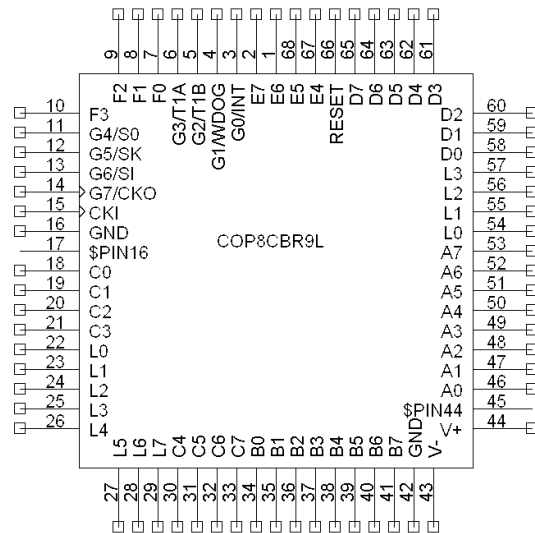 9 8 7 6 5 4 3 2 1 68 67 66 65 64 63 62 61
F2 F1 F0 G3/T1A G2/T1B G1/WDOG G0/INT E7 E6 E5 E4 RESET D7 D6 D5 D4 D3
10 F3 D2 60
11 G4/S0 D1 59
12 G5/SK D0 58
13 G6/SI L3 57
14 G7/CKO L2 56
15 CKI L1 55
16 GND L0 54
17 $PIN16 A7 53
COP8CBR9L
18 C0 A6 52
19 C1 A5 51
20 C2 A4 50
21 C3 A3 49
22 L0 A2 48
23 L1 A1 47
24 L2 A0 46
25 L3 $PIN44 45
26 L4 V+ 44
L5 L6 L7 C4 C5 C6 C7 B0 B1 B2 B3 B4 B5 B6 B7 GND V-
27 28 29 30 31 32 33 34 35 36 37 38 39 40 41 42 43